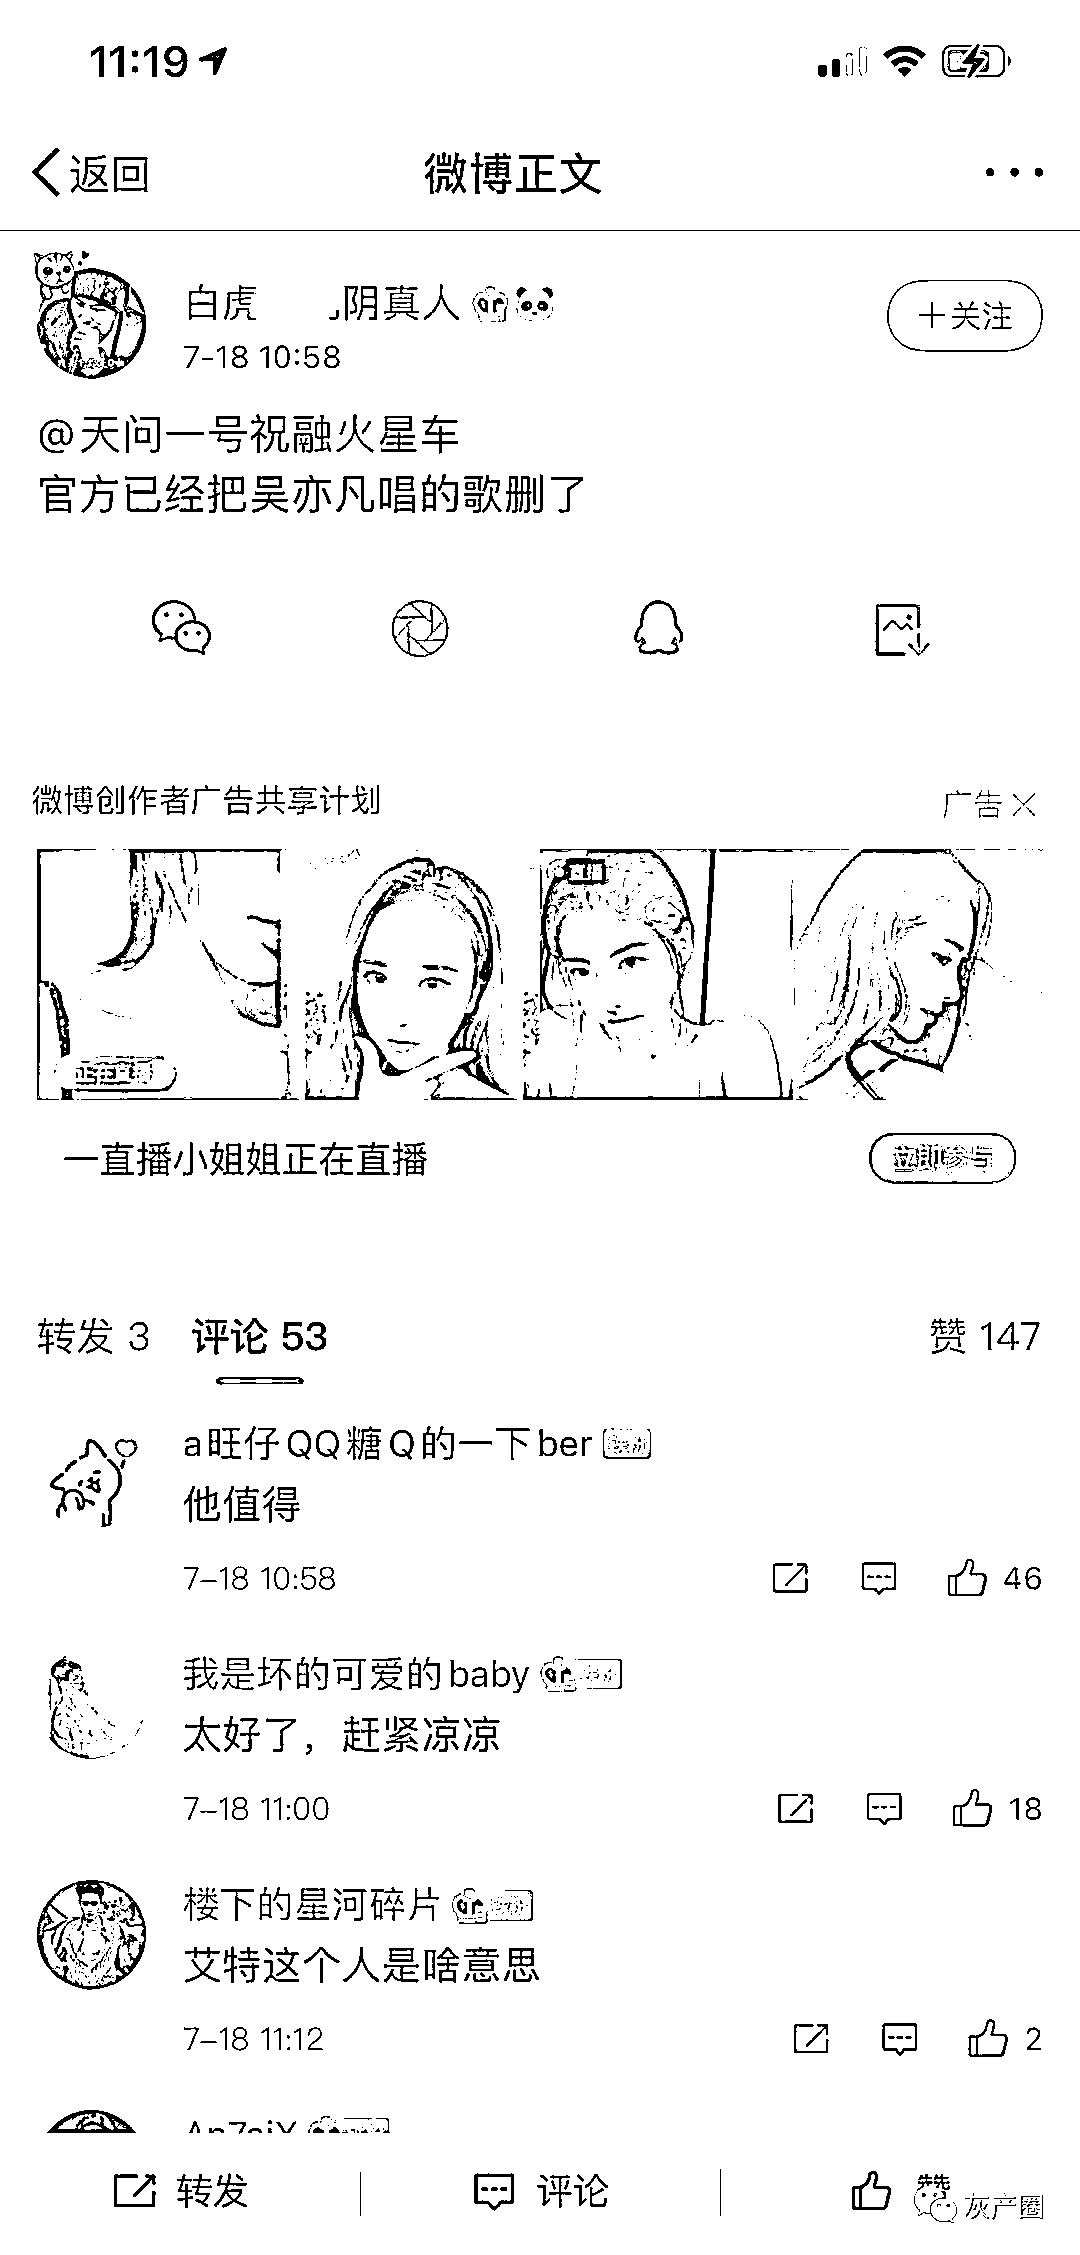 11:19
返回
微博正文
白虎 阴真人
7-18 10:58
+关注
@天问一号祝融火星车
官方已经把吴亦凡唱的歌删了
微博创作者广告共享计划
广告
直播
正在直播
一直播小姐姐正在直播
立即参与
转发 3 评论 53
赞 147
a旺仔QQ糖Q的一下ber
他值得
7-18 10:58
46
我是坏的可爱的baby
太好了，赶紧凉凉
7-18 11:00
18
楼下的星河碎片
艾特这个人是啥意思
7-18 11:12
2
转发
评论
赞
灰产圈